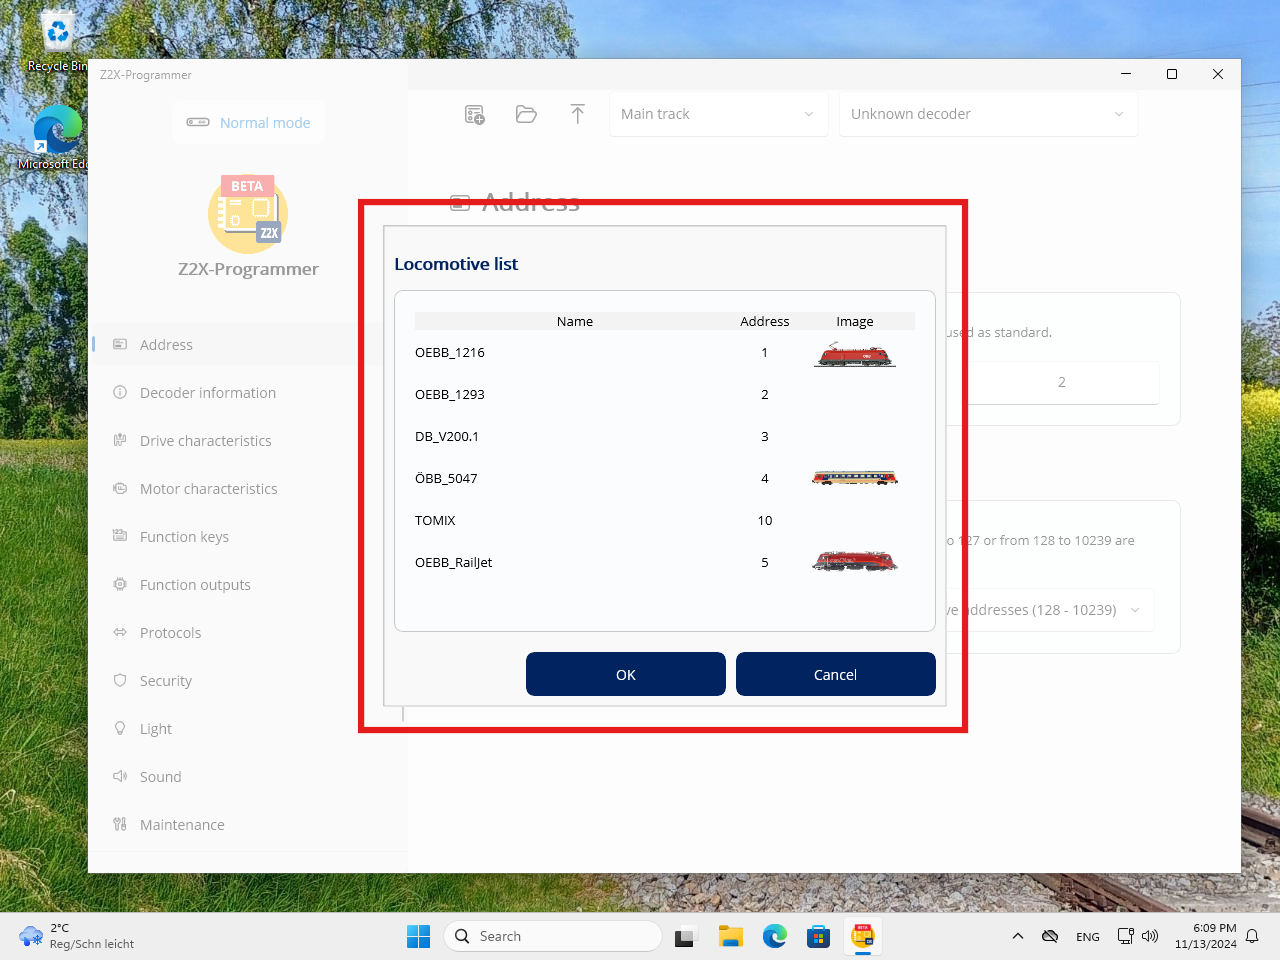 Recycle Bin
Microsoft Edge
Z2X-Programmer
Normal mode
BETA
Z2X
Z2X-Programmer
Address
Decoder information
Drive characteristics
Motor characteristics
Function keys
Function outputs
Protocols
Security
Light
Sound
Maintenance
Main track
Unknown decoder
Address
used as standard.
2
127 or from 128 to 10239 are
addresses (128 - 10239)
Locomotive list
Name Address Image
OEBB_1216 1
OEBB_1293 2
DB_V200.1 3
ÖBB_5047 4
TOMIX 10
OEBB_RailJet 5
OK
Cancel
2°C
Reg/Schn leicht
Search
ENG
6:09 PM
11/13/2024